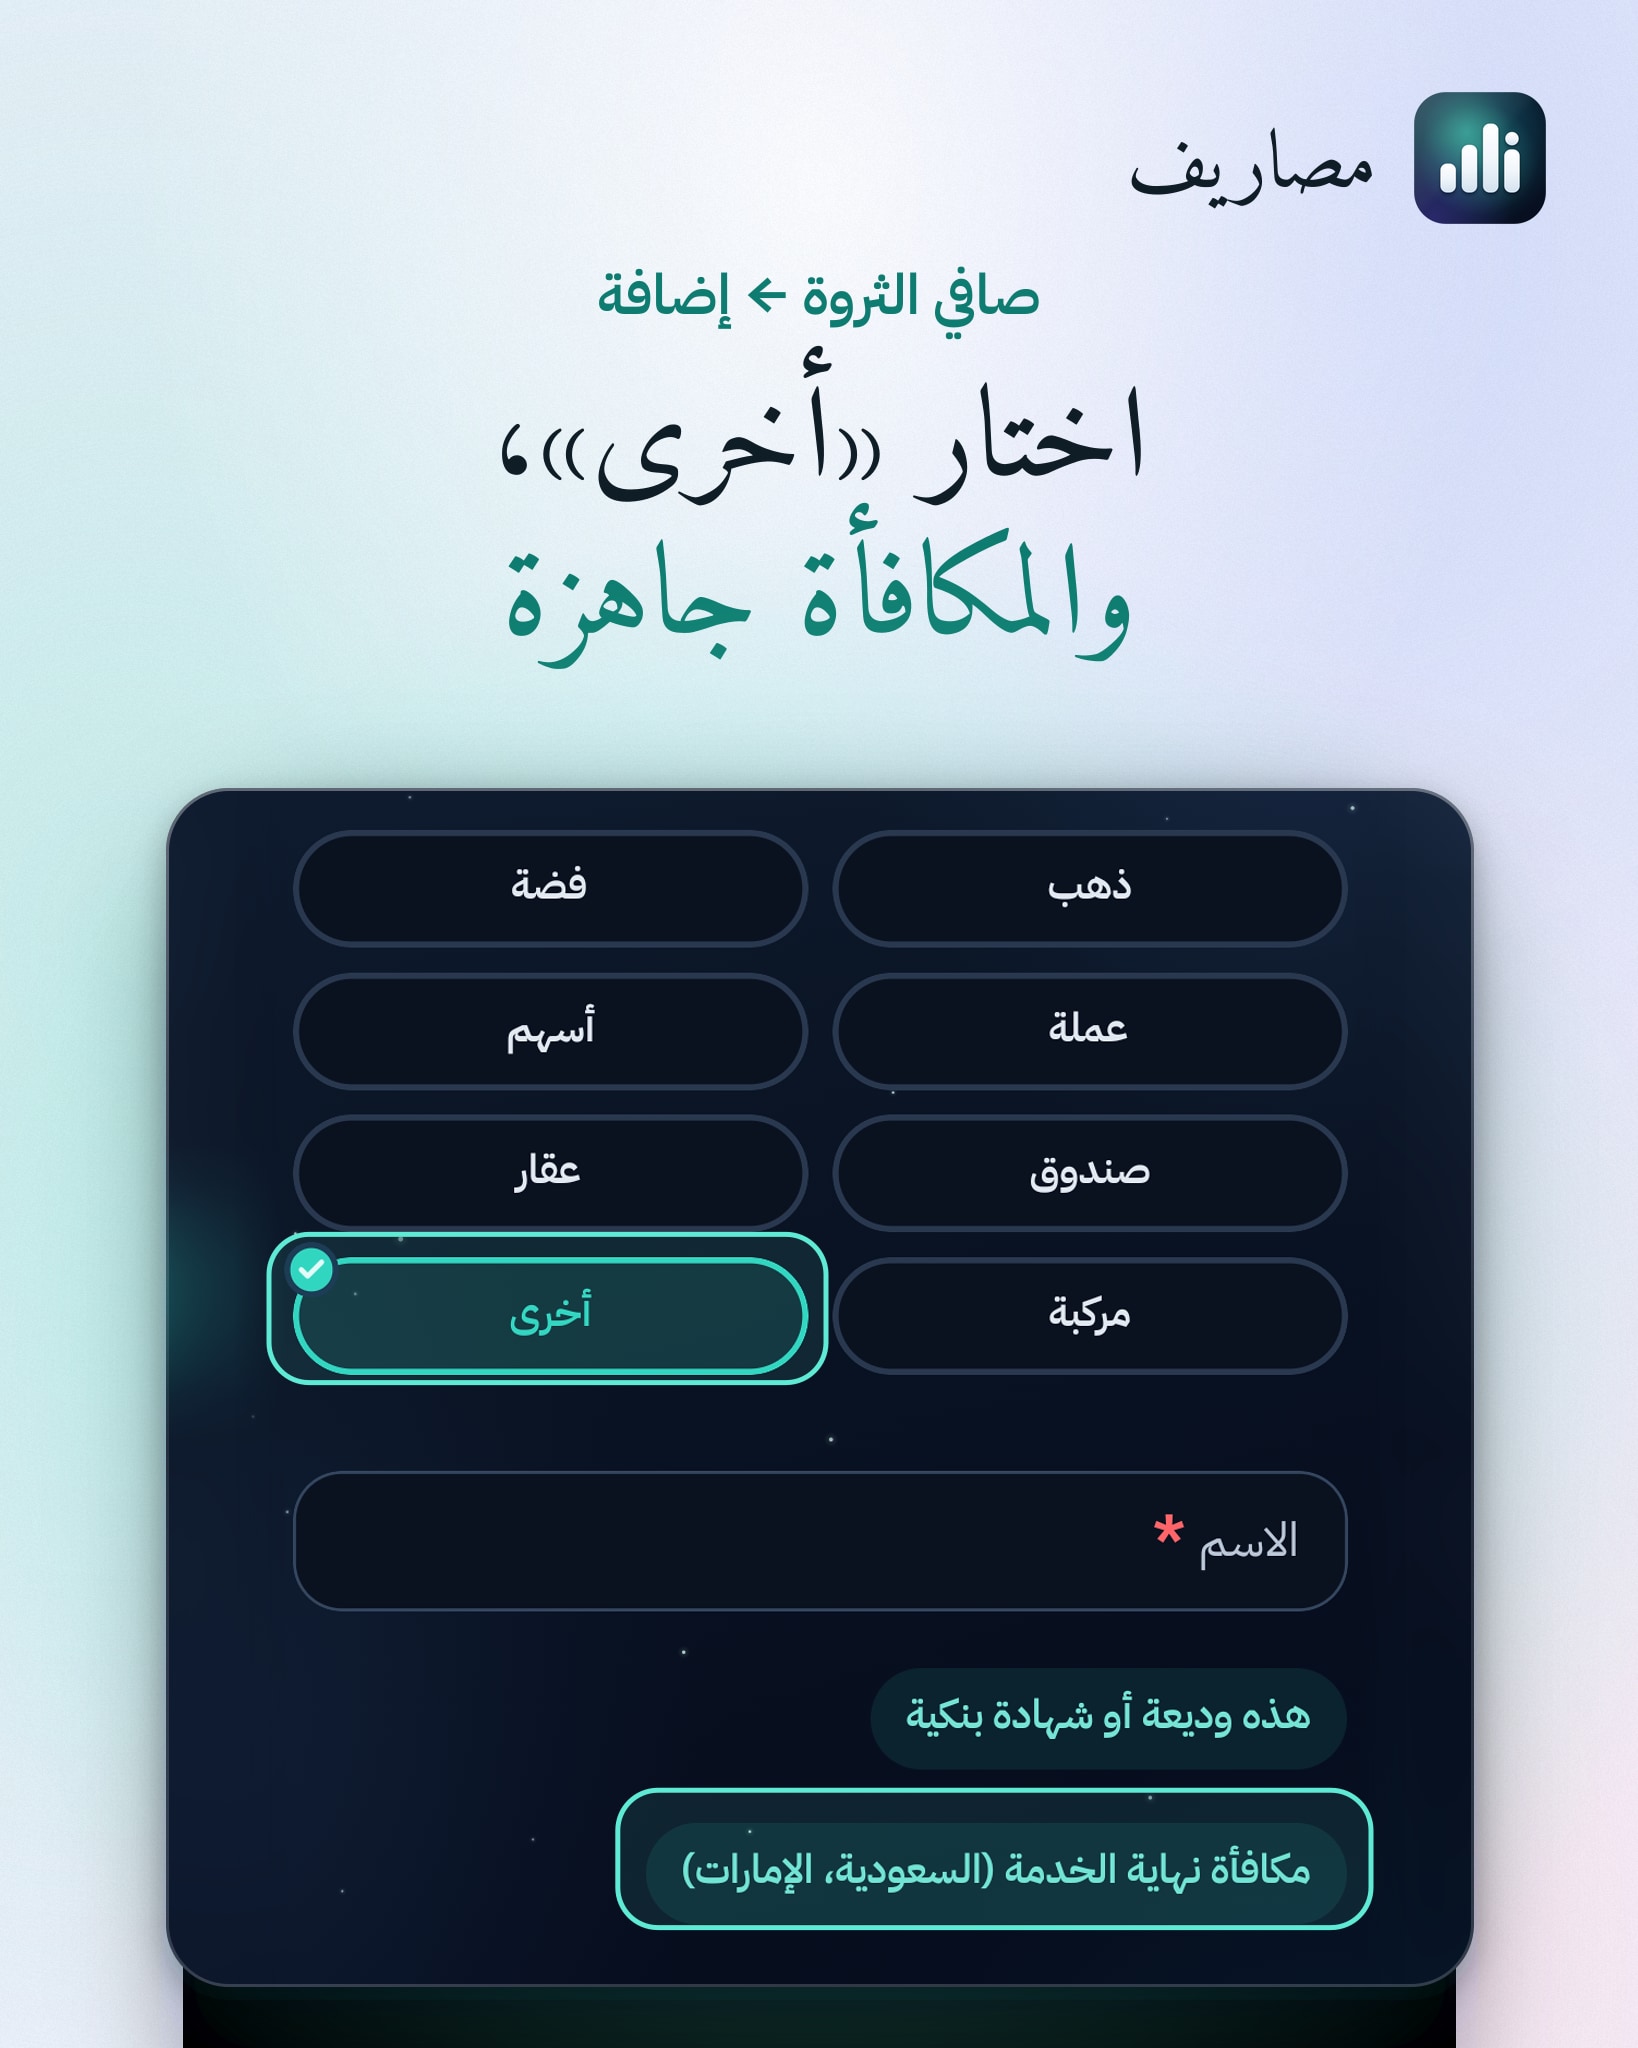 مصاريف
صافي الثروة ← إضافة
اختار «أخرى»،
والمكافأة جاهزة
ذهب
فضة
عملة
أسهم
صندوق
عقار
مركبة
أخرى
الاسم *
هذه وديعة أو شهادة بنكية
مكافأة نهاية الخدمة (السعودية، الإمارات)